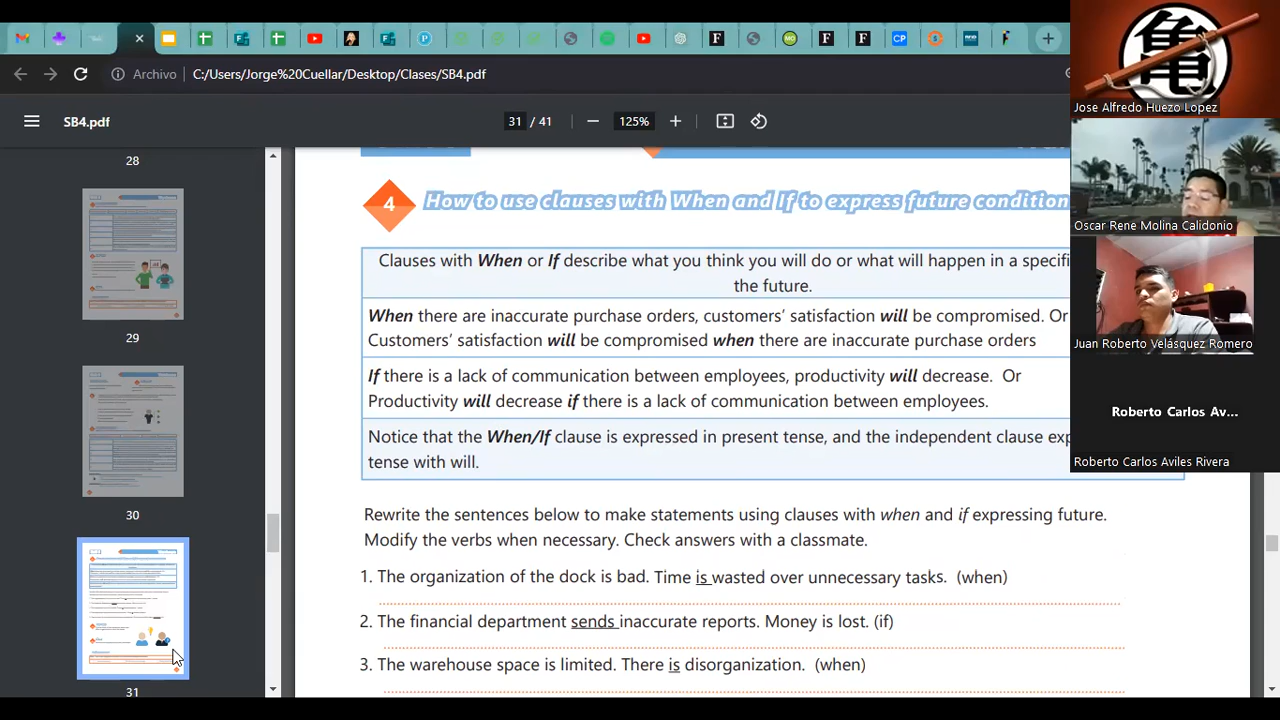 Archivo
C:/Users/Jorge%20Cuellar/Desktop/Clases/SB4.pdf
SB4.pdf
31 / 41
125%
28
29
30
31
4
How to use clauses with When and If to express future condition
Clauses with When or If describe what you think you will do or what will happen in a specifi
the future.
When there are inaccurate purchase orders, customers’ satisfaction will be compromised. Or
Customers’ satisfaction will be compromised when there are inaccurate purchase orders
If there is a lack of communication between employees, productivity will decrease. Or
Productivity will decrease if there is a lack of communication between employees.
Notice that the When/If clause is expressed in present tense, and the independent clause exp
tense with will.
Rewrite the sentences below to make statements using clauses with when and if expressing future.
Modify the verbs when necessary. Check answers with a classmate.
1. The organization of the dock is bad. Time is wasted over unnecessary tasks. (when)
2. The financial department sends inaccurate reports. Money is lost. (if)
3. The warehouse space is limited. There is disorganization. (when)
亀
Jose Alfredo Huezo Lopez
Oscar Rene Molina Calidonio
Juan Roberto Velásquez Romero
Roberto Carlos Av...
Roberto Carlos Aviles Rivera